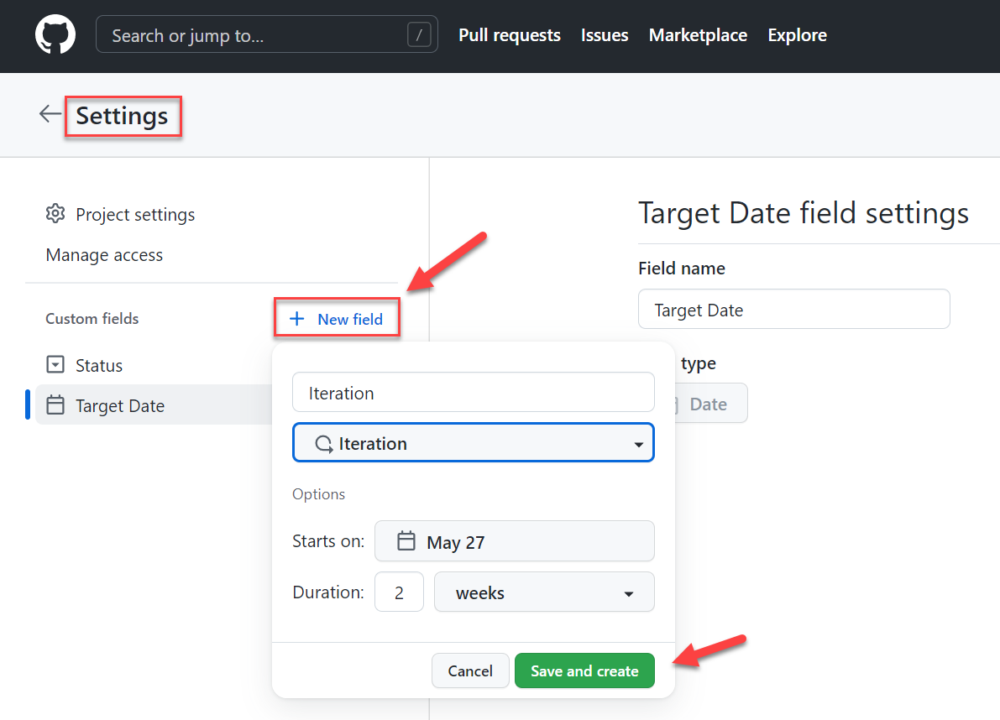 Search or jump to... /
Pull requests Issues Marketplace Explore
Settings
Project settings
Manage access
Custom fields
New field
Status
Target Date
Iteration
Iteration
Options
Starts on: May 27
Duration: 2 weeks
Cancel Save and create
Target Date field settings
Field name
Target Date
type
Date